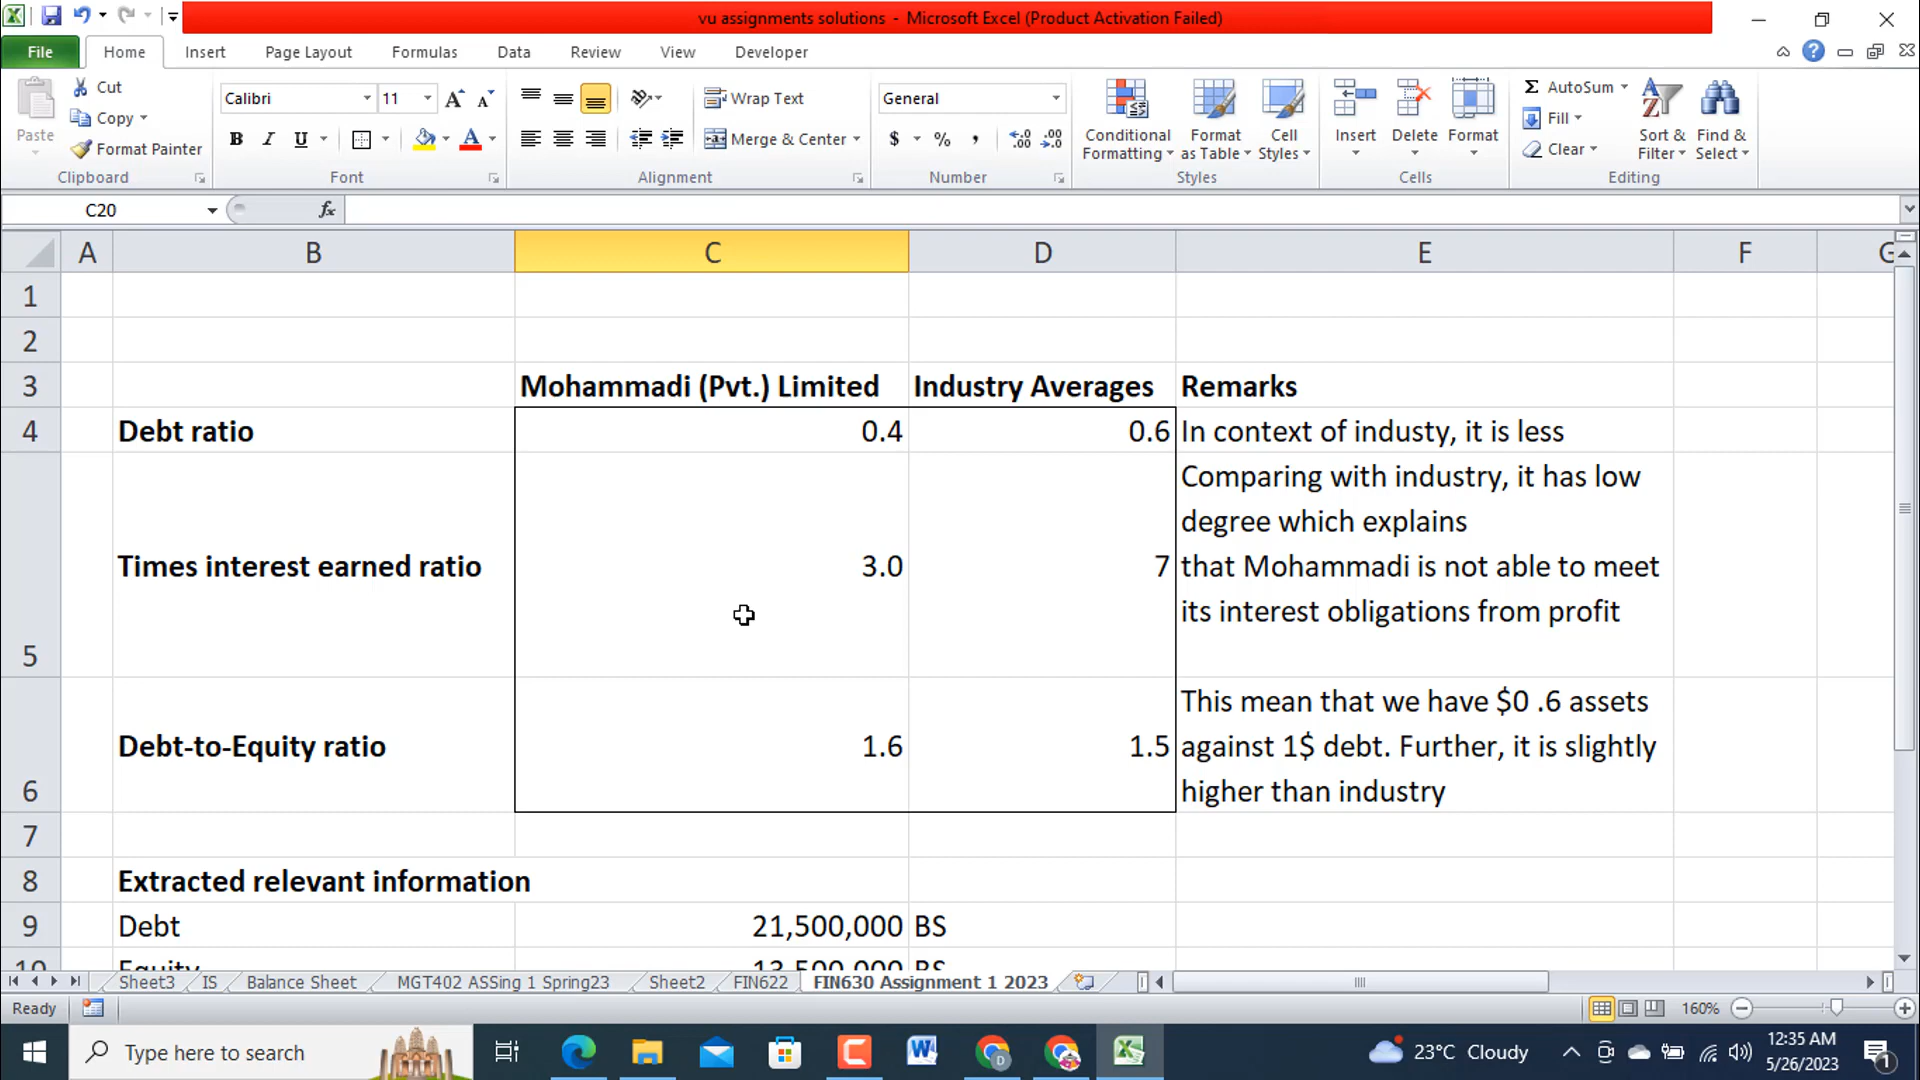 vu assignments solutions - Microsoft Excel (Product Activation Failed)
File Home Insert Page Layout Formulas Data Review View Developer
Paste
Cut
Copy
Format Painter
Clipboard
Calibri 11
B I U
Font
Wrap Text
Merge & Center
Alignment
General
$ % ,
Number
Conditional Formatting
Format as Table
Cell Styles
Styles
Insert Delete Format
Cells
AutoSum
Fill
Clear
Sort & Filter
Find & Select
Editing
C20 fx
A B C D E F G
1
2
3 Mohammadi (Pvt.) Limited Industry Averages Remarks
4 Debt ratio 0.4 0.6 In context of industy, it is less
Comparing with industry, it has low
degree which explains
Times interest earned ratio 3.0 7 that Mohammadi is not able to meet
its interest obligations from profit
5
This mean that we have $0 .6 assets
Debt-to-Equity ratio 1.6 1.5 against 1$ debt. Further, it is slightly
6 higher than industry
7
8 Extracted relevant information
9 Debt 21,500,000 BS
10 Equity 13,500,000 BS
Sheet3 IS Balance Sheet MGT402 ASSing 1 Spring23 Sheet2 FIN622 FIN630 Assignment 1 2023
Ready 160%
Type here to search
23°C Cloudy
12:35 AM
5/26/2023
1